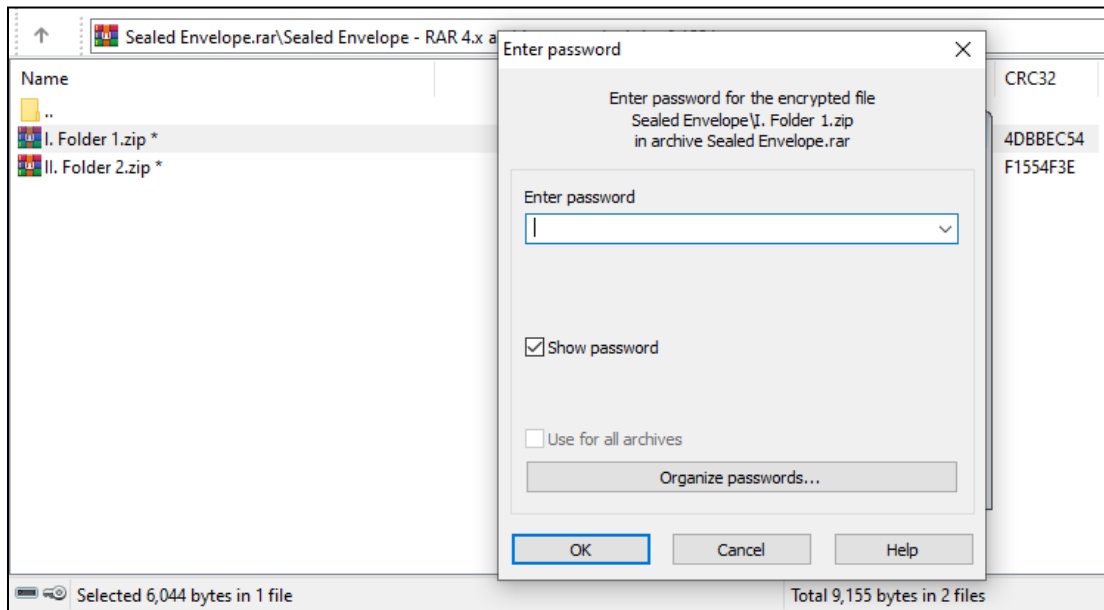 Sealed Envelope.rar\Sealed Envelope - RAR 4.x a
Enter password
Name
CRC32
..
I. Folder 1.zip *
4DBBEC54
II. Folder 2.zip *
F1554F3E
Enter password for the encrypted file
Sealed Envelope\I. Folder 1.zip
in archive Sealed Envelope.rar
Enter password
Show password
Use for all archives
Organize passwords...
OK
Cancel
Help
Selected 6,044 bytes in 1 file
Total 9,155 bytes in 2 files